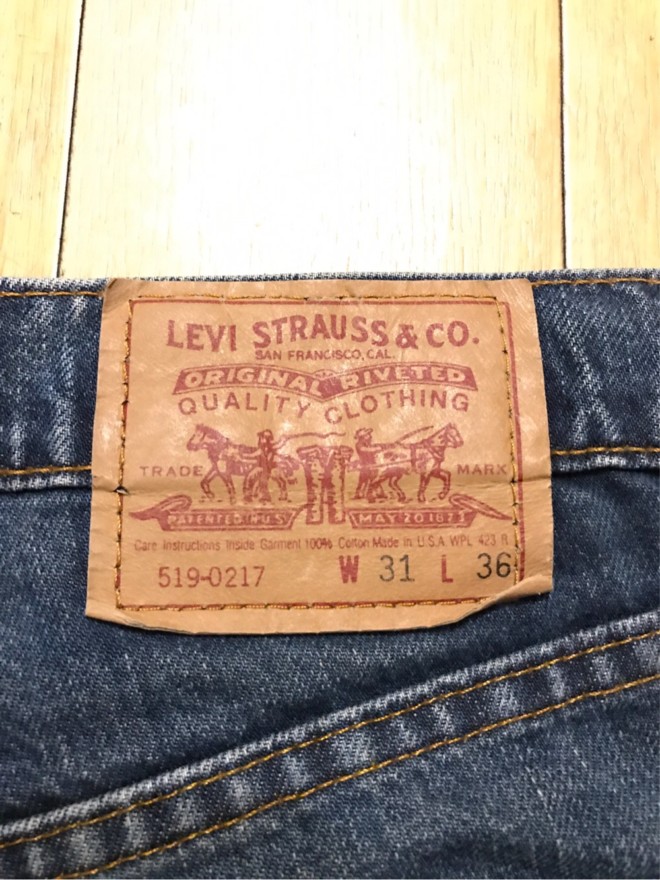 LEVI STRAUSS & CO.
SAN FRANCISCO, CAL.
ORIGINAL RIVETED
QUALITY CLOTHING
TRADE MARK
PATENTED IN U.S. MAY 20 1873
Care Instructions Inside Garment 100% Cotton Made in U.S.A. WPL 423 R
519-0217 W 31 L 36